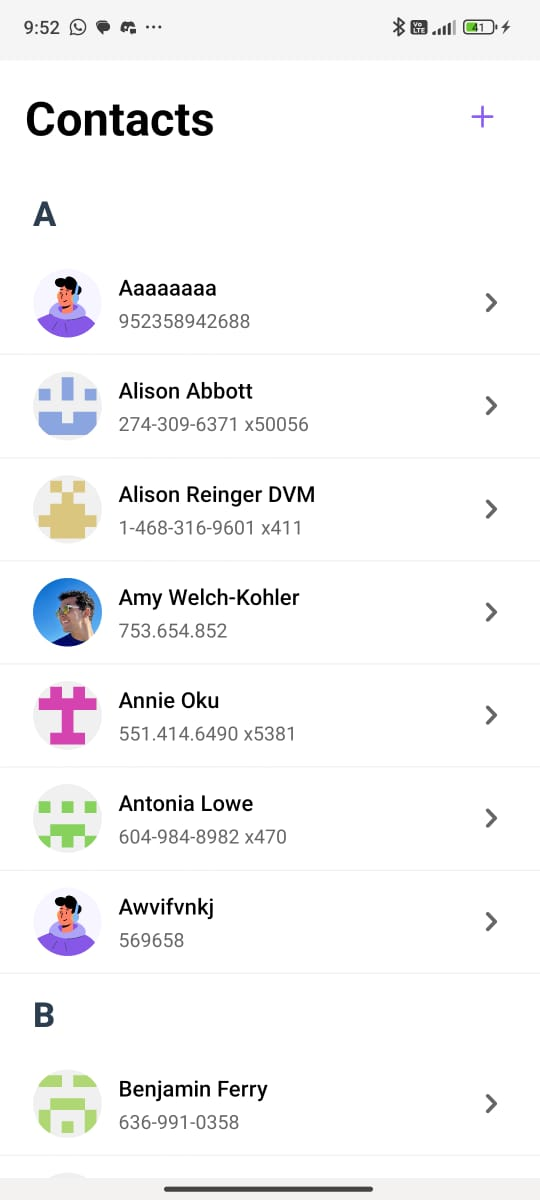 9:52
Vo LTE
41
Contacts
+
A
Aaaaaaaa
952358942688
Alison Abbott
274-309-6371 x50056
Alison Reinger DVM
1-468-316-9601 x411
Amy Welch-Kohler
753.654.852
Annie Oku
551.414.6490 x5381
Antonia Lowe
604-984-8982 x470
Awvifvnkj
569658
B
Benjamin Ferry
636-991-0358